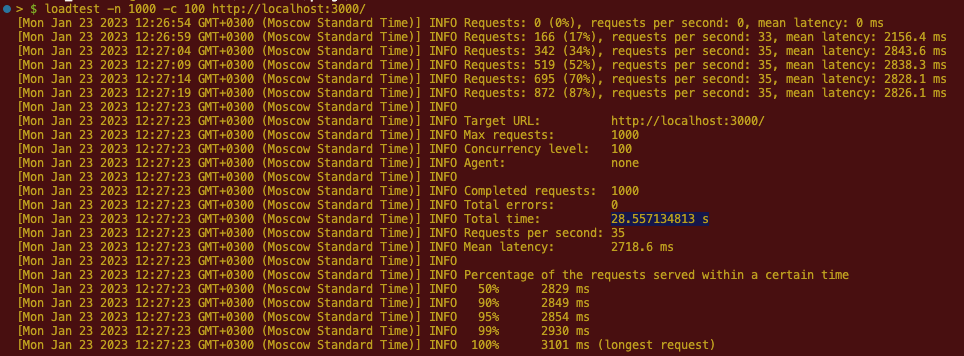 > $ loadtest -n 1000 -c 100 http://localhost:3000/
[Mon Jan 23 2023 12:26:54 GMT+0300 (Moscow Standard Time)] INFO Requests: 0 (0%), requests per second: 0, mean latency: 0 ms
[Mon Jan 23 2023 12:26:59 GMT+0300 (Moscow Standard Time)] INFO Requests: 166 (17%), requests per second: 33, mean latency: 2156.4 ms
[Mon Jan 23 2023 12:27:04 GMT+0300 (Moscow Standard Time)] INFO Requests: 342 (34%), requests per second: 35, mean latency: 2843.6 ms
[Mon Jan 23 2023 12:27:09 GMT+0300 (Moscow Standard Time)] INFO Requests: 519 (52%), requests per second: 35, mean latency: 2838.3 ms
[Mon Jan 23 2023 12:27:14 GMT+0300 (Moscow Standard Time)] INFO Requests: 695 (70%), requests per second: 35, mean latency: 2828.1 ms
[Mon Jan 23 2023 12:27:19 GMT+0300 (Moscow Standard Time)] INFO Requests: 872 (87%), requests per second: 35, mean latency: 2826.1 ms
[Mon Jan 23 2023 12:27:23 GMT+0300 (Moscow Standard Time)] INFO
[Mon Jan 23 2023 12:27:23 GMT+0300 (Moscow Standard Time)] INFO Target URL:          http://localhost:3000/
[Mon Jan 23 2023 12:27:23 GMT+0300 (Moscow Standard Time)] INFO Max requests:        1000
[Mon Jan 23 2023 12:27:23 GMT+0300 (Moscow Standard Time)] INFO Concurrency level:   100
[Mon Jan 23 2023 12:27:23 GMT+0300 (Moscow Standard Time)] INFO Agent:               none
[Mon Jan 23 2023 12:27:23 GMT+0300 (Moscow Standard Time)] INFO
[Mon Jan 23 2023 12:27:23 GMT+0300 (Moscow Standard Time)] INFO Completed requests:  1000
[Mon Jan 23 2023 12:27:23 GMT+0300 (Moscow Standard Time)] INFO Total errors:        0
[Mon Jan 23 2023 12:27:23 GMT+0300 (Moscow Standard Time)] INFO Total time:          28.557134813 s
[Mon Jan 23 2023 12:27:23 GMT+0300 (Moscow Standard Time)] INFO Requests per second: 35
[Mon Jan 23 2023 12:27:23 GMT+0300 (Moscow Standard Time)] INFO Mean latency:        2718.6 ms
[Mon Jan 23 2023 12:27:23 GMT+0300 (Moscow Standard Time)] INFO
[Mon Jan 23 2023 12:27:23 GMT+0300 (Moscow Standard Time)] INFO Percentage of the requests served within a certain time
[Mon Jan 23 2023 12:27:23 GMT+0300 (Moscow Standard Time)] INFO   50%      2829 ms
[Mon Jan 23 2023 12:27:23 GMT+0300 (Moscow Standard Time)] INFO   90%      2849 ms
[Mon Jan 23 2023 12:27:23 GMT+0300 (Moscow Standard Time)] INFO   95%      2854 ms
[Mon Jan 23 2023 12:27:23 GMT+0300 (Moscow Standard Time)] INFO   99%      2930 ms
[Mon Jan 23 2023 12:27:23 GMT+0300 (Moscow Standard Time)] INFO  100%      3101 ms (longest request)